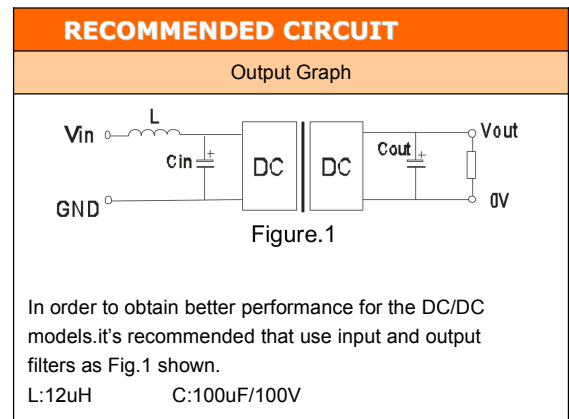 RECOMMENDED CIRCUIT
Output Graph
L
Vin
Cin
+
DC
DC
Cout
+
Vout
GND
0V
Figure.1
In order to obtain better performance for the DC/DC
models.it's recommended that use input and output
filters as Fig.1 shown.
L:12uH C:100uF/100V